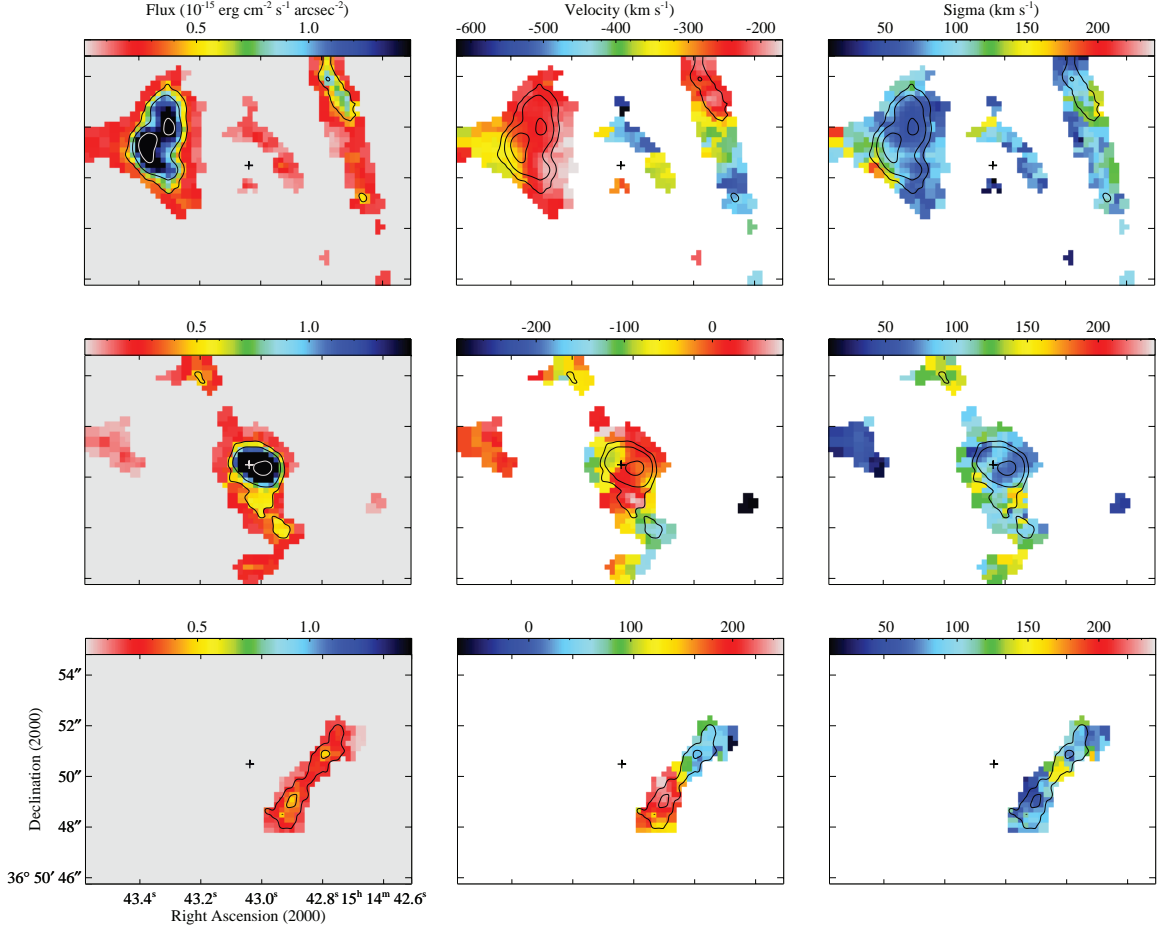 Flux (10⁻¹⁵ erg cm⁻² s⁻¹ arcsec⁻²) Velocity (km s⁻¹) Sigma (km s⁻¹)
0.5 1.0 -600 -500 -400 -300 -200 50 100 150 200
0.5 1.0 -200 -100 0 50 100 150 200
0.5 1.0 0 100 200 50 100 150 200
54″
52″
50″
48″
36° 50′ 46″
Declination (2000)
43.4ˢ 43.2ˢ 43.0ˢ 42.8ˢ 15ʰ 14ᵐ 42.6ˢ
Right Ascension (2000)